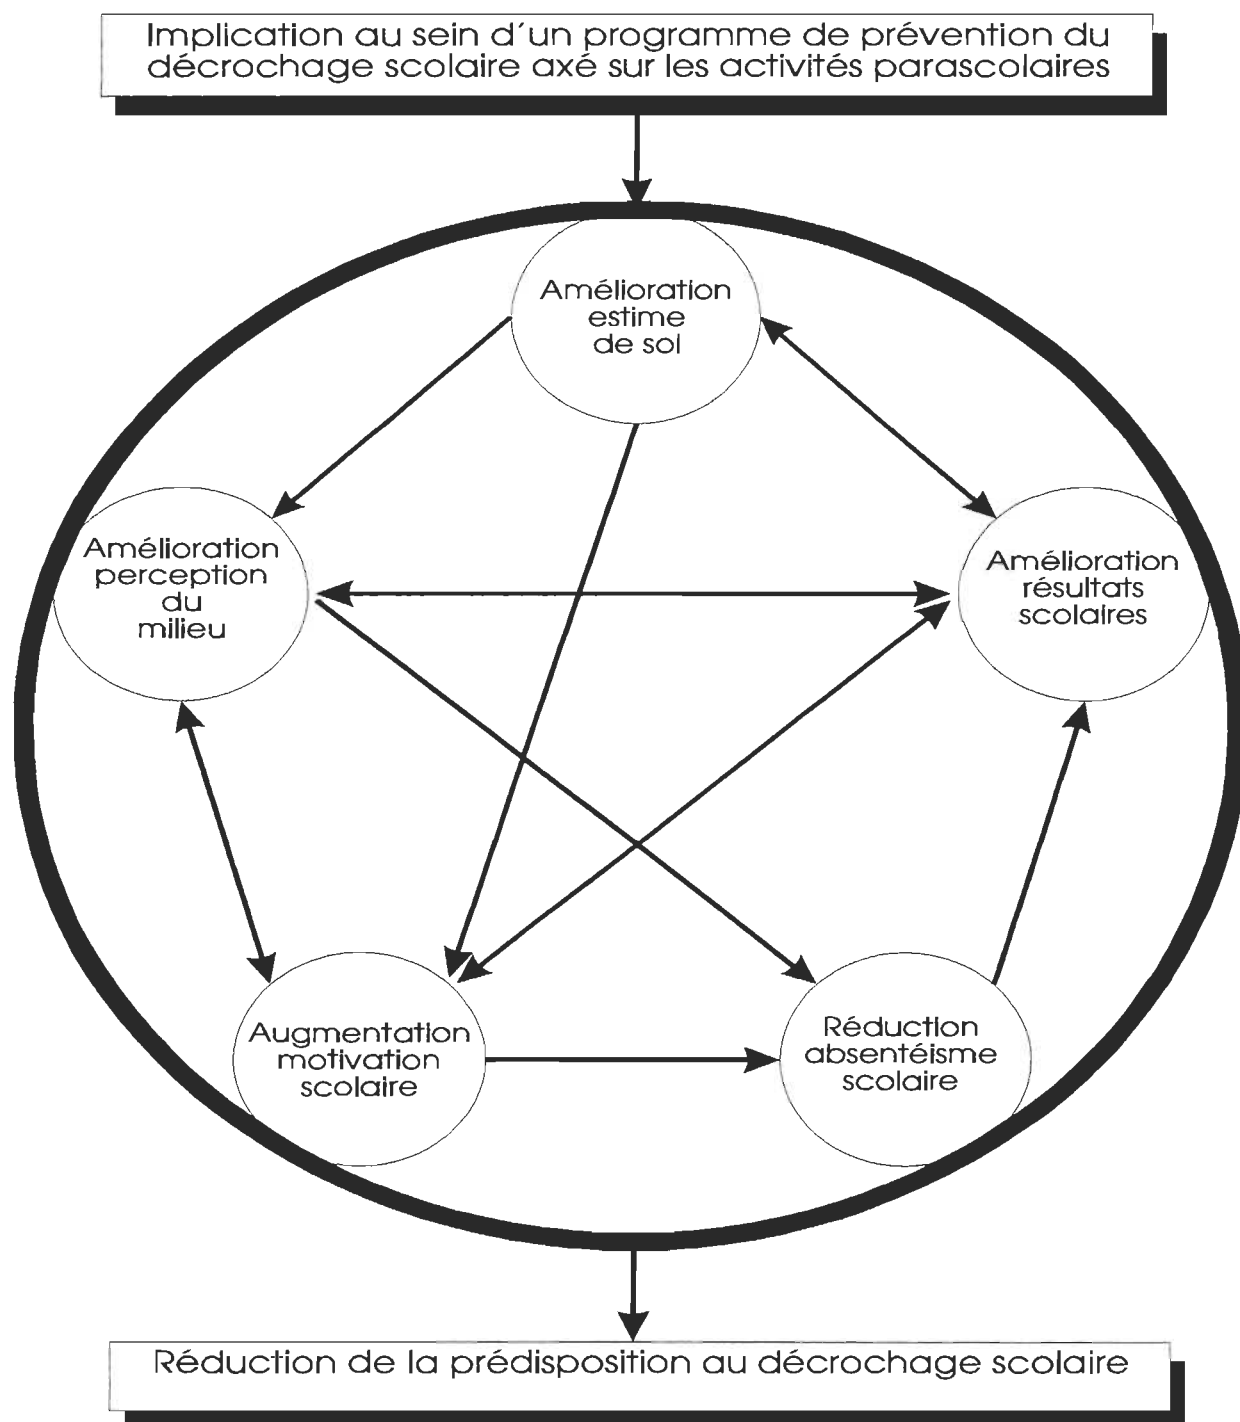 Implication au sein d'un programme de prévention du
décrochage scolaire axé sur les activités parascolaires
Amélioration
estime
de soi
Amélioration
perception
du
milieu
Amélioration
résultats
scolaires
Augmentation
motivation
scolaire
Réduction
absentéisme
scolaire
Réduction de la prédisposition au décrochage scolaire